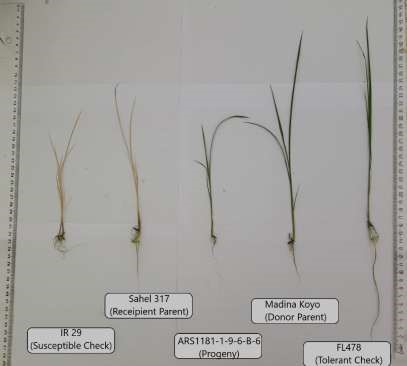 IR 29
(Susceptible Check)
Sahel 317
(Receipient Parent)
ARS1181-1-9-6-B-6
(Progeny)
Madina Koyo
(Donor Parent)
FL478
(Tolerant Check)